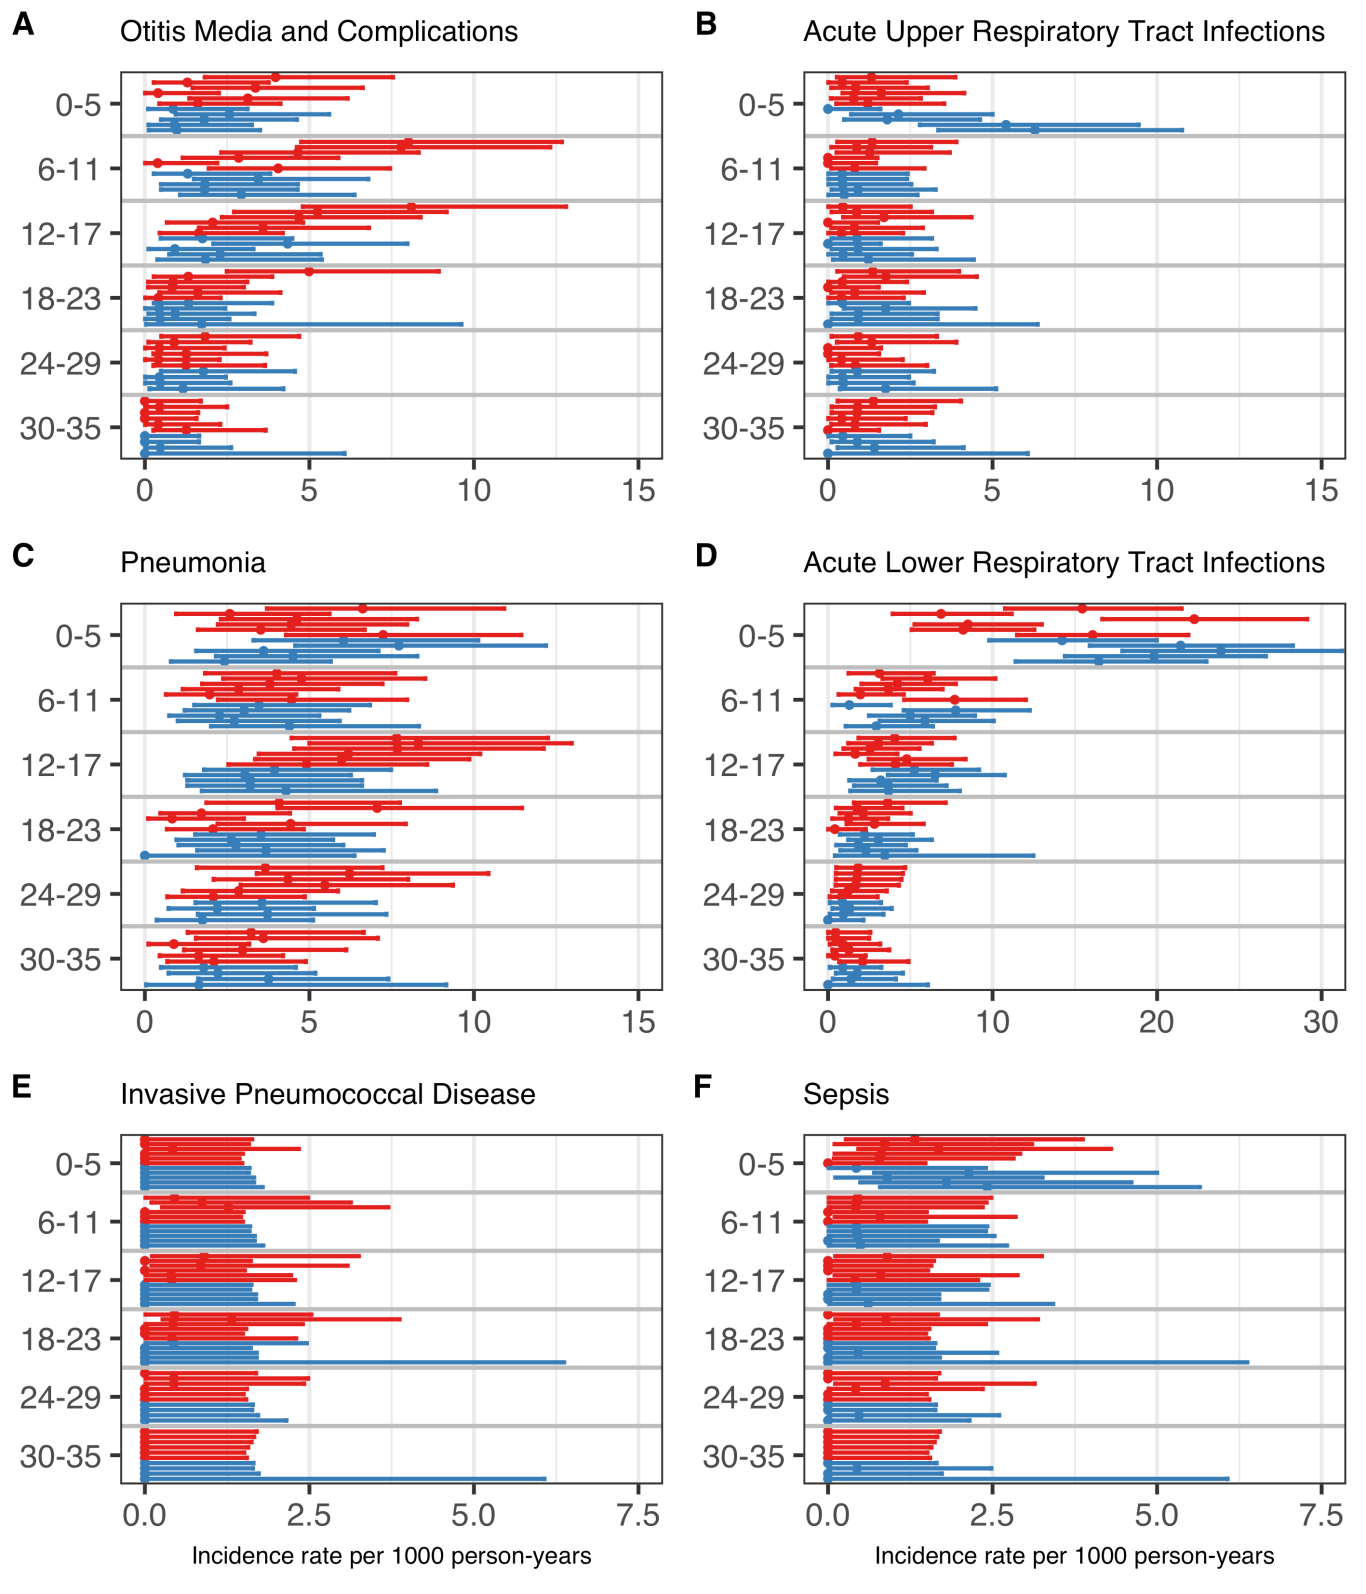 A Otitis Media and Complications
0-5
6-11
12-17
18-23
24-29
30-35
0 5 10 15
B Acute Upper Respiratory Tract Infections
0-5
6-11
12-17
18-23
24-29
30-35
0 5 10 15
C Pneumonia
0-5
6-11
12-17
18-23
24-29
30-35
0 5 10 15
D Acute Lower Respiratory Tract Infections
0-5
6-11
12-17
18-23
24-29
30-35
0 10 20 30
E Invasive Pneumococcal Disease
0-5
6-11
12-17
18-23
24-29
30-35
0.0 2.5 5.0 7.5
Incidence rate per 1000 person-years
F Sepsis
0-5
6-11
12-17
18-23
24-29
30-35
0.0 2.5 5.0 7.5
Incidence rate per 1000 person-years